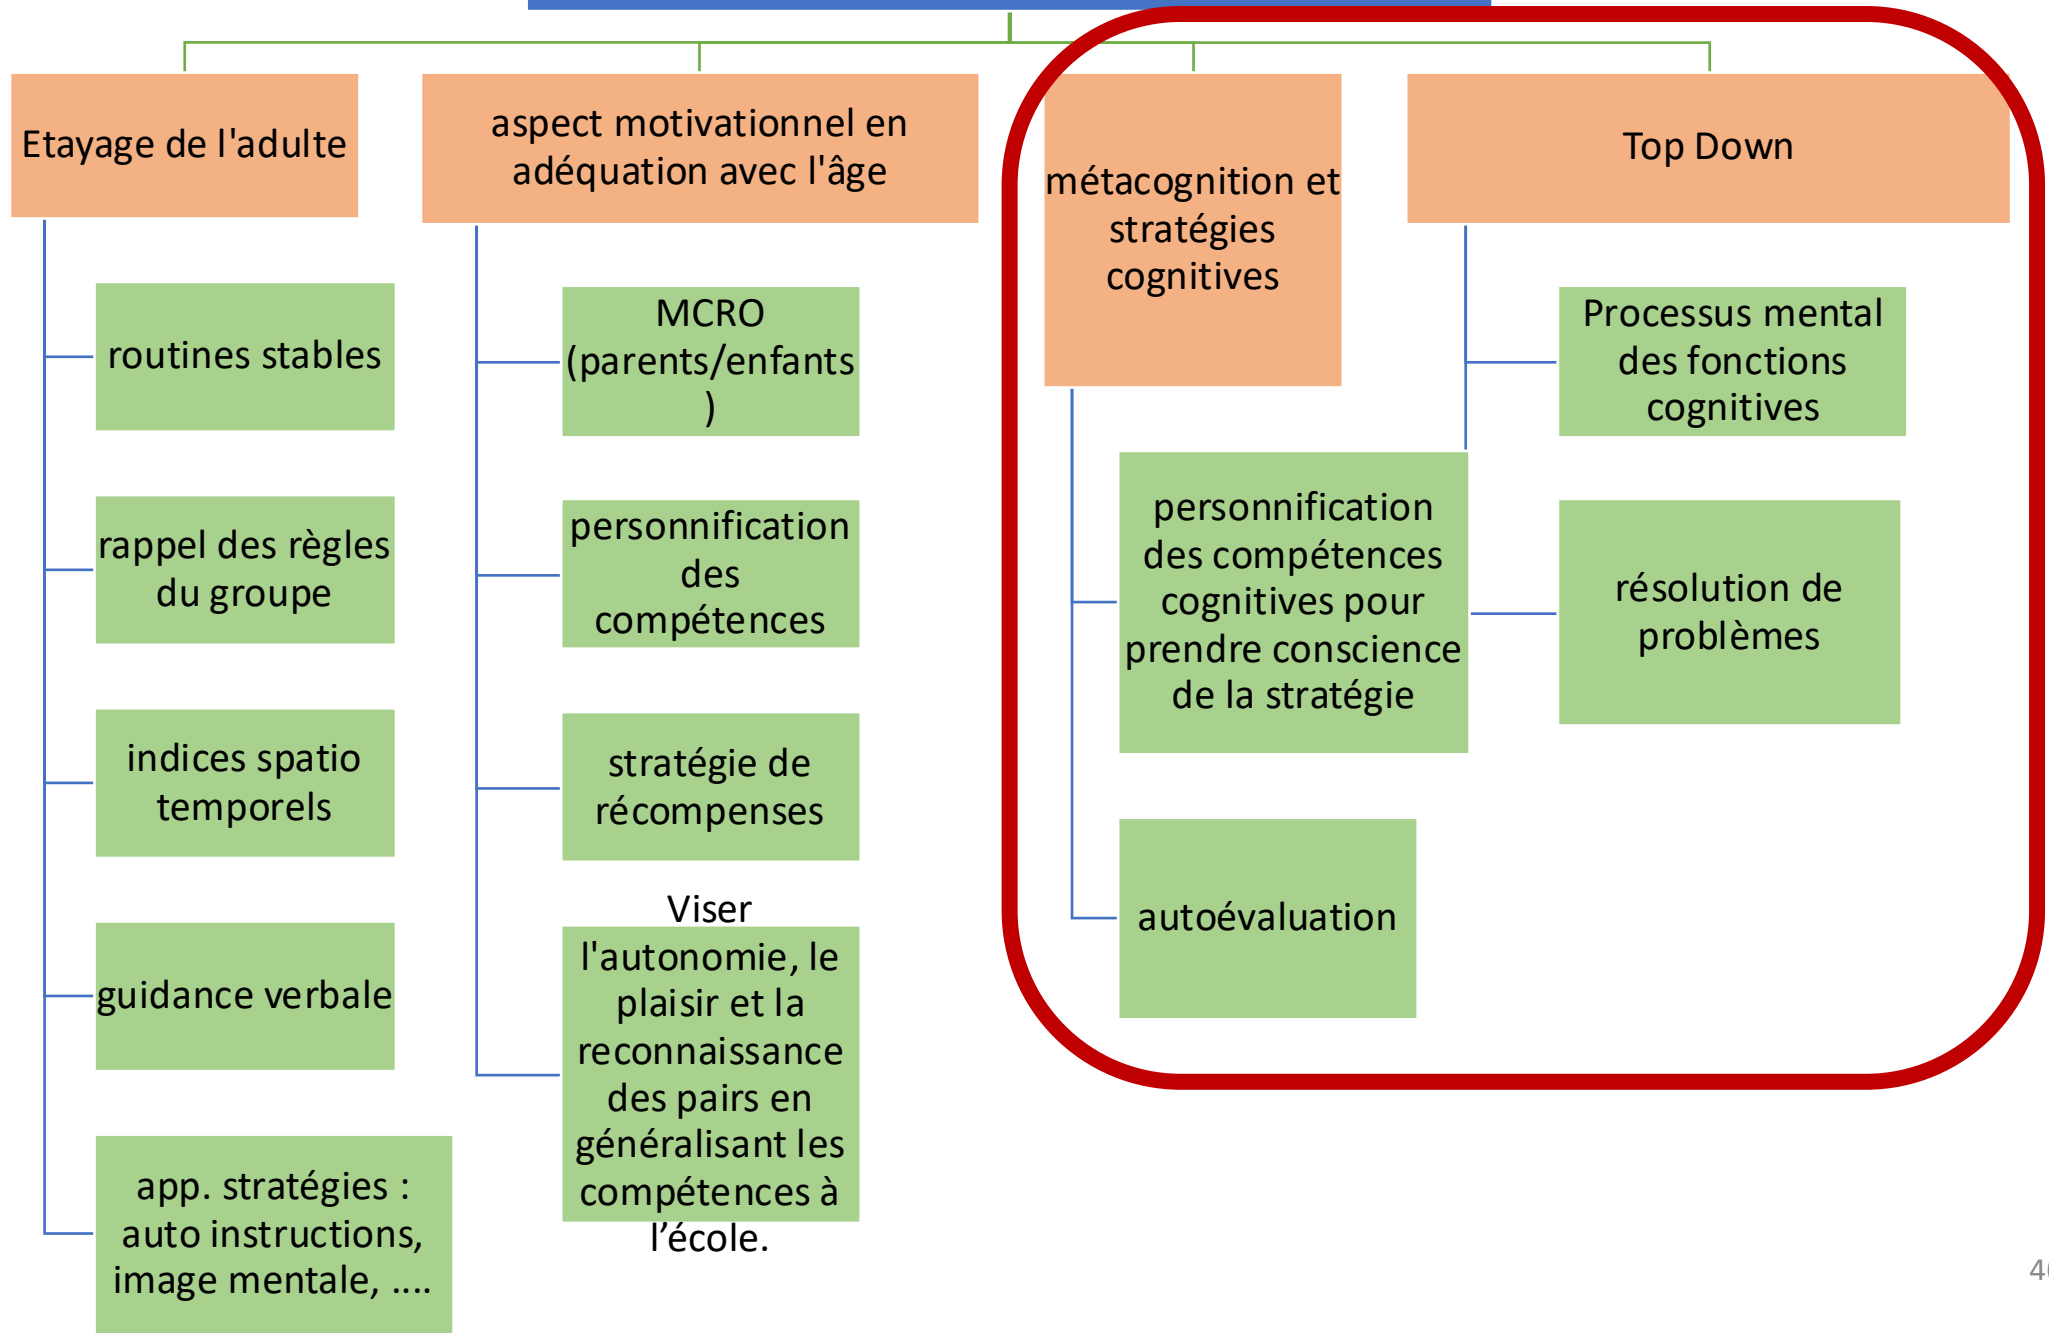 Etayage de l'adulte
routines stables
rappel des règles
du groupe
indices spatio
temporels
guidance verbale
app. stratégies :
auto instructions,
image mentale, ....
aspect motivationnel en
adéquation avec l'âge
MCRO
(parents/enfants
)
personnification
des
compétences
stratégie de
récompenses
Viser
l'autonomie, le
plaisir et la
reconnaissance
des pairs en
généralisant les
compétences à
l’école.
métacognition et
stratégies
cognitives
personnification
des compétences
cognitives pour
prendre conscience
de la stratégie
autoévaluation
Top Down
Processus mental
des fonctions
cognitives
résolution de
problèmes